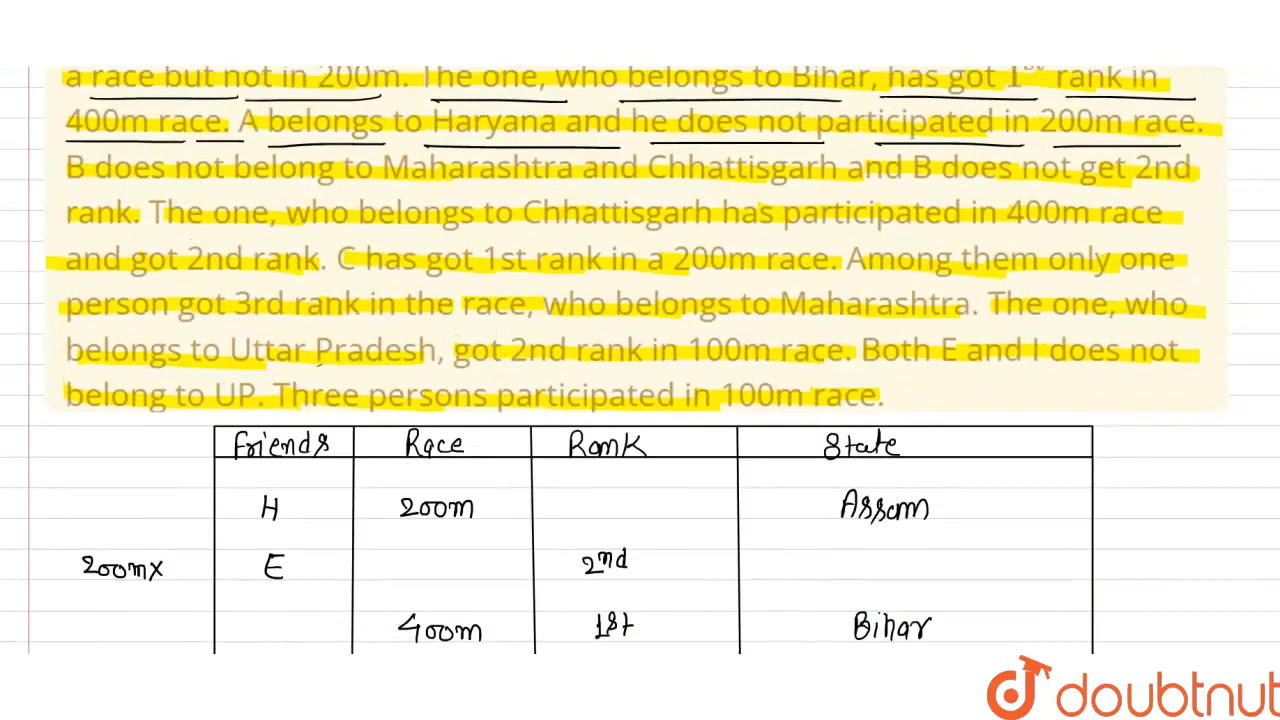 a race but not in 200m. The one, who belongs to Bihar, has got 1st rank in
400m race. A belongs to Haryana and he does not participated in 200m race.
B does not belong to Maharashtra and Chhattisgarh and B does not get 2nd
rank. The one, who belongs to Chhattisgarh has participated in 400m race
and got 2nd rank. C has got 1st rank in a 200m race. Among them only one
person got 3rd rank in the race, who belongs to Maharashtra. The one, who
belongs to Uttar Pradesh, got 2nd rank in 100m race. Both E and I does not
belong to UP. Three persons participated in 100m race.
Friends Race Rank State
H 200m Assam
200mx E 2nd
400m 1st Bihar
doubtnut